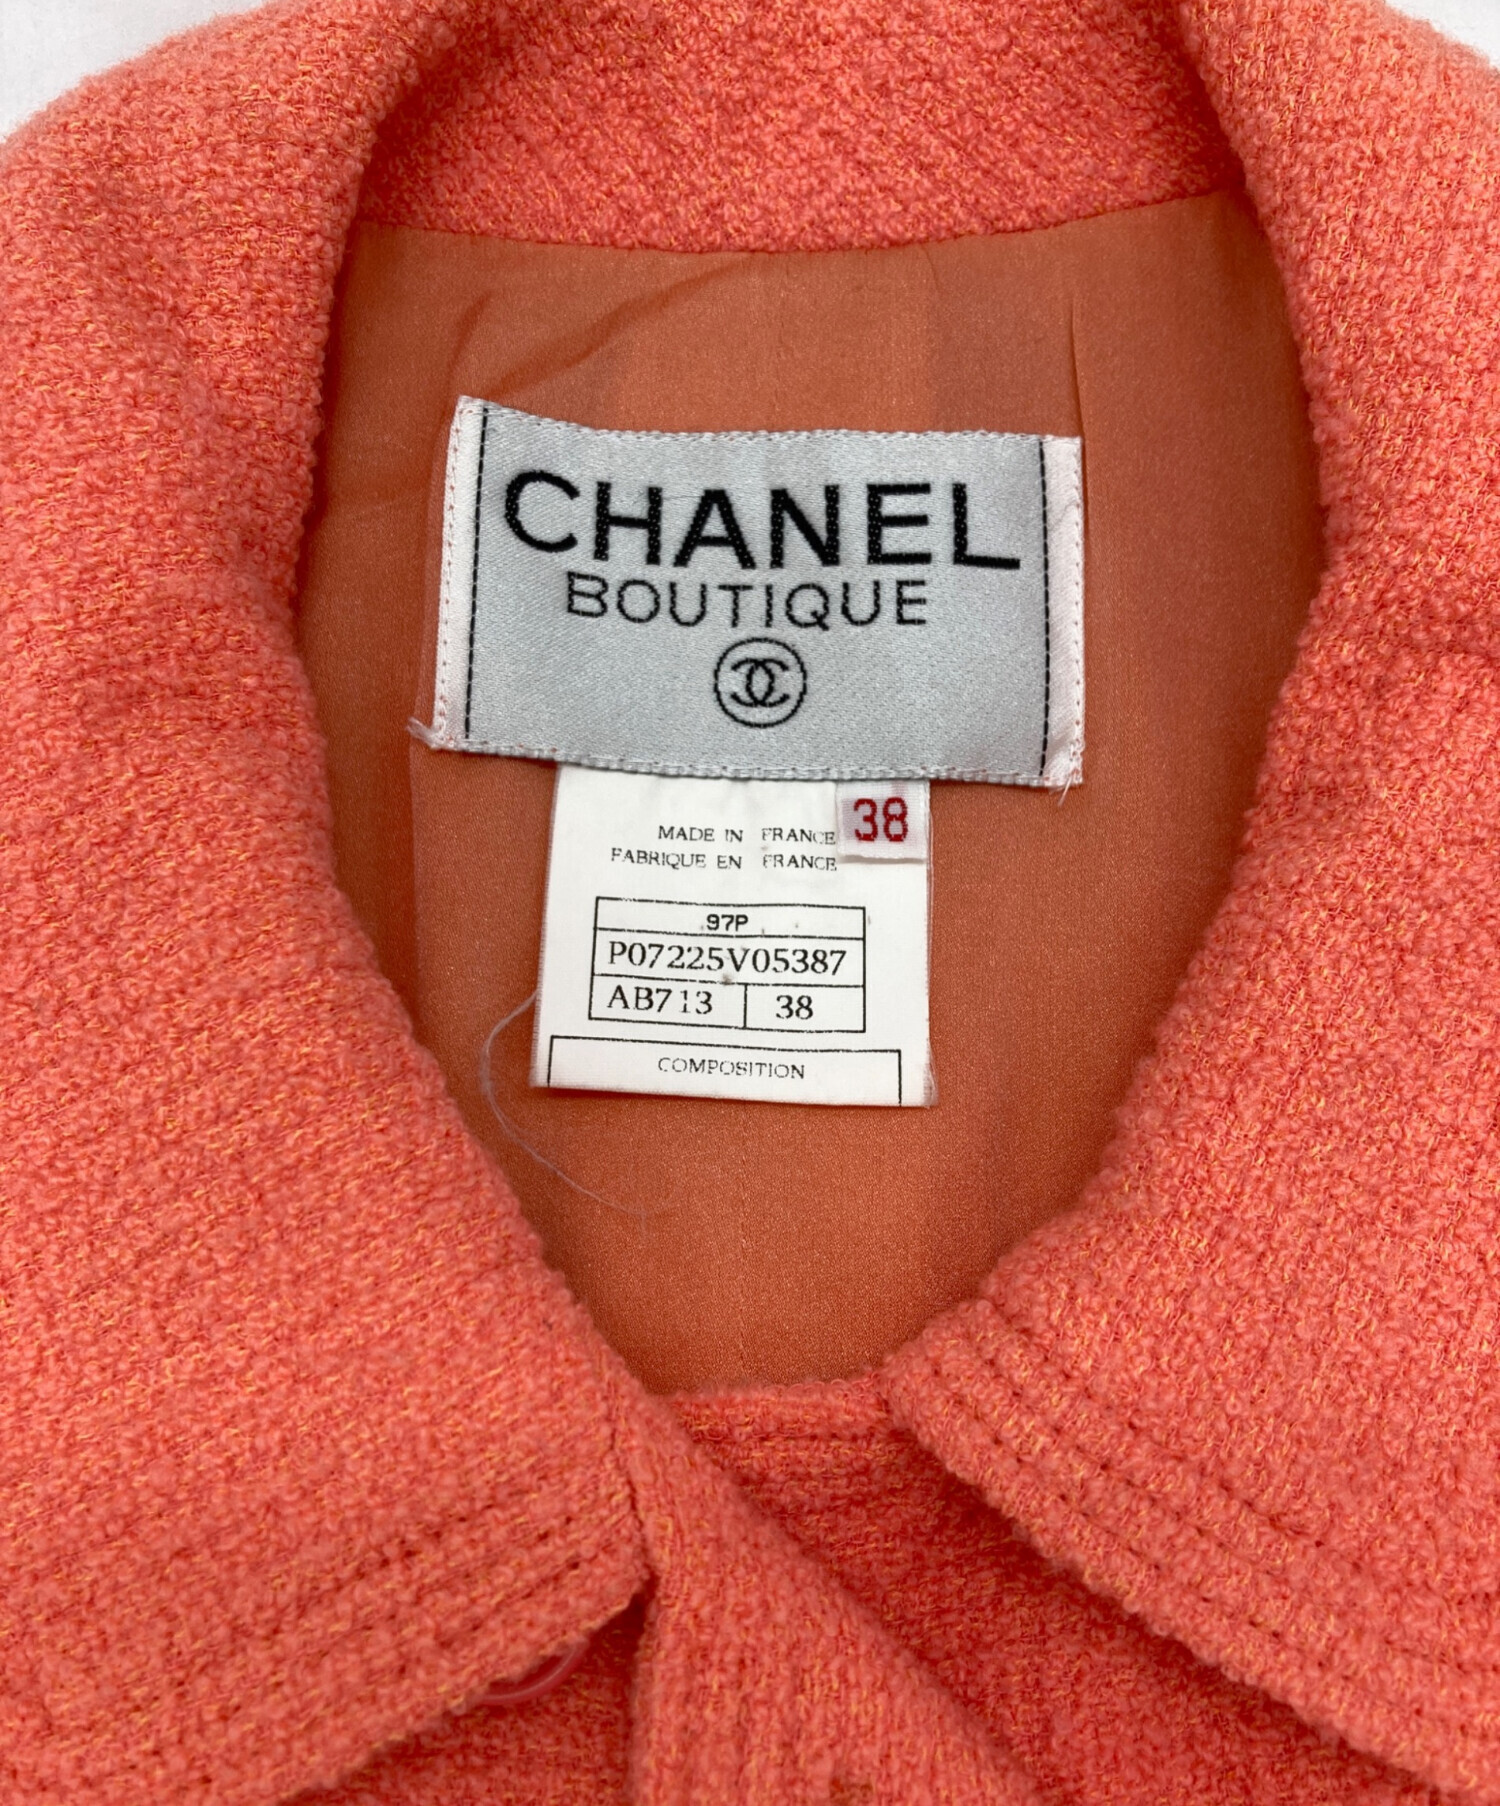 CHANEL
BOUTIQUE
38
MADE IN FRANCE
FABRIQUE EN FRANCE
97P
P07225V05387
AB713 38
COMPOSITION